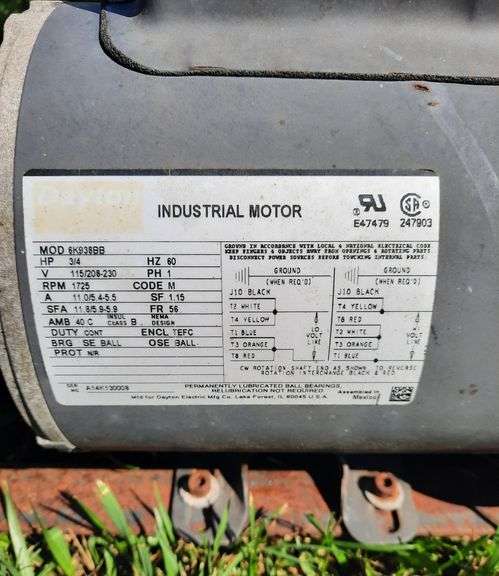 INDUSTRIAL MOTOR
E47479
247903
MOD 6K938BB
HP 3/4 HZ 60
V 115/208-230 PH 1
RPM 1725 CODE M
A 11.0/5.4-5.5 SF 1.15
SFA 11.8/5.9-5.9 FR 56
AMB 40 C INSUL CLASS B NEMA DESIGN
DUTY CONT ENCL TEFC
BRG SE BALL OSE BALL
PROT N/R
GROUND IN ACCORDANCE WITH LOCAL & NATIONAL ELECTRICAL CODE
KEEP FINGERS & OBJECTS AWAY FROM OPENINGS & ROTATING PARTS
DISCONNECT POWER SOURCES BEFORE TOUCHING INTERNAL PARTS
GROUND
(WHEN REQ'D)
J10 BLACK
T2 WHITE
T4 YELLOW
T1 BLUE
T3 ORANGE
T8 RED
LO
VOLT
LINE
GROUND
(WHEN REQ'D)
J10 BLACK
T4 YELLOW
T8 RED
T2 WHITE
T3 ORANGE
T1 BLUE
HI
VOLT
LINE
CW ROTATION SHAFT END AS SHOWN TO REVERSE
ROTATION INTERCHANGE BLACK & RED
SER NO.
PERMANENTLY LUBRICATED BALL BEARINGS,
RELUBRICATION NOT REQUIRED
Mfd for Dayton Electric Mfg Co. Lake Forest, IL 60045 U.S.A.
Assembled in
Mexico